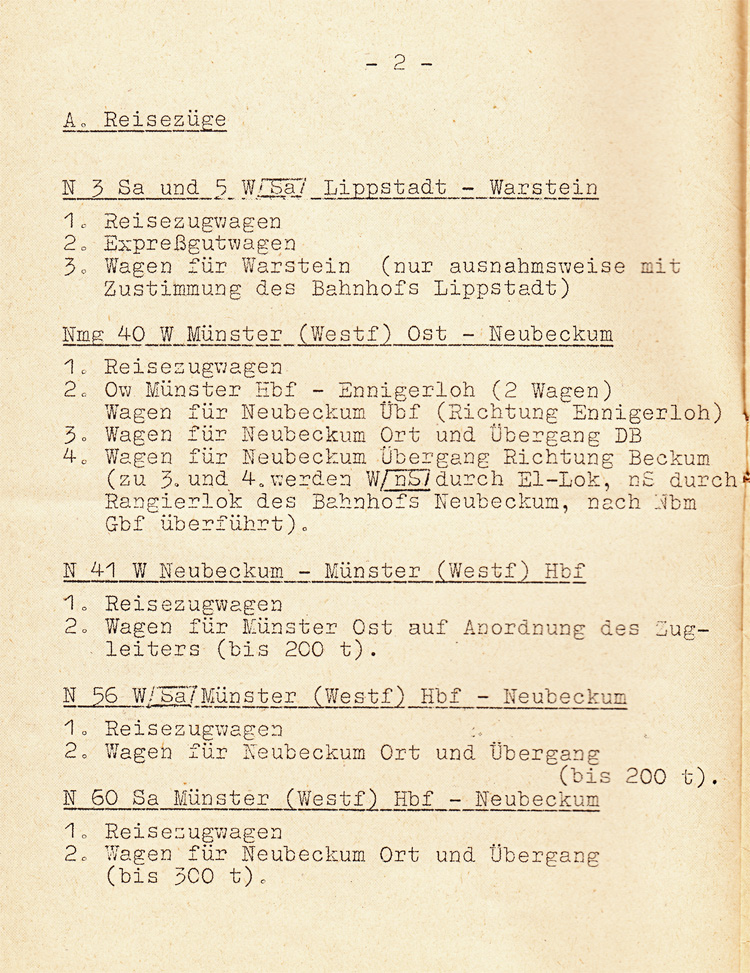 - 2 -
A. Reisezüge
N 3 Sa und 5 W/Sa/ Lippstadt - Warstein
1. Reisezugwagen
2. Expreßgutwagen
3. Wagen für Warstein (nur ausnahmsweise mit
Zustimmung des Bahnhofs Lippstadt)
Nmg 40 W Münster (Westf) Ost - Neubeckum
1. Reisezugwagen
2. Ow Münster Hbf - Ennigerloh (2 Wagen)
Wagen für Neubeckum Übf (Richtung Ennigerloh)
3. Wagen für Neubeckum Ort und Übergang DB
4. Wagen für Neubeckum Übergang Richtung Beckum
(zu 3. und 4. werden W/nS/ durch El-Lok, nS durch
Rangierlok des Bahnhofs Neubeckum, nach Nbm
Gbf überführt).
N 41 W Neubeckum - Münster (Westf) Hbf
1. Reisezugwagen
2. Wagen für Münster Ost auf Anordnung des Zug-
leiters (bis 200 t).
N 56 W/Sa/ Münster (Westf) Hbf - Neubeckum
1. Reisezugwagen
2. Wagen für Neubeckum Ort und Übergang
(bis 200 t).
N 60 Sa Münster (Westf) Hbf - Neubeckum
1. Reisezugwagen
2. Wagen für Neubeckum Ort und Übergang
(bis 300 t).